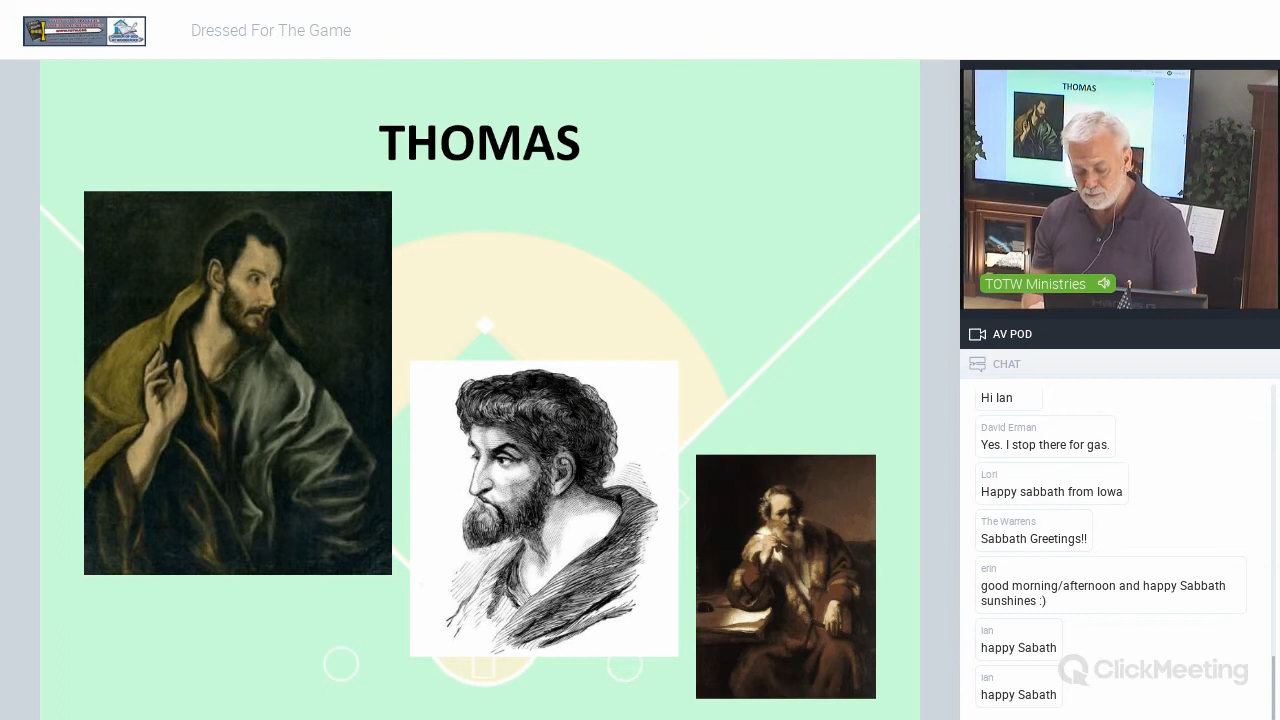 Dressed For The Game
THOMAS
THOMAS
TOTW Ministries
AV POD
CHAT
Hi Ian
David Erman
Yes. I stop there for gas.
Lori
Happy sabbath from Iowa
The Warrens
Sabbath Greetings!!
erin
good morning/afternoon and happy Sabbath
sunshines :)
Ian
happy Sabath
Ian
happy Sabath
ClickMeeting